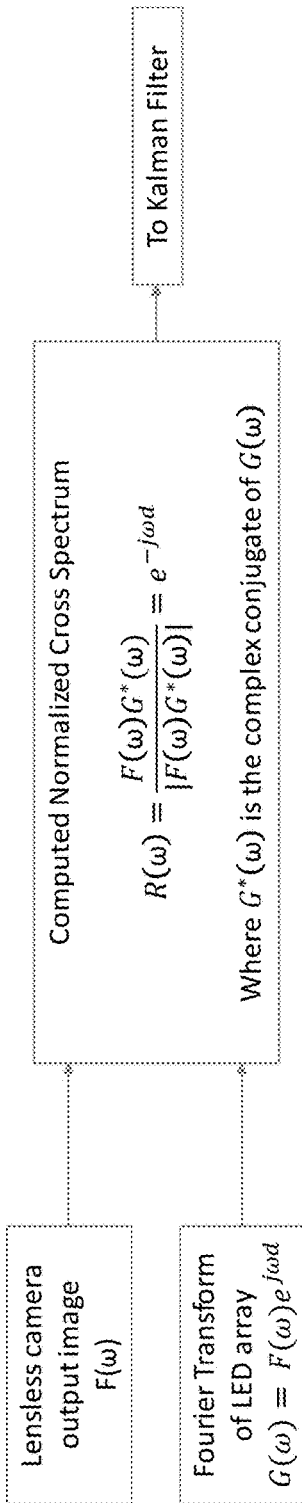 Lensless camera
output image
F(ω)
Fourier Transform
of LED array
G(ω) = F(ω)e^{jωd}
Computed Normalized Cross Spectrum
R(ω) = \frac{F(ω)G^*(ω)}{|F(ω)G^*(ω)|} = e^{-jωd}
Where G^*(ω) is the complex conjugate of G(ω)
To Kalman Filter